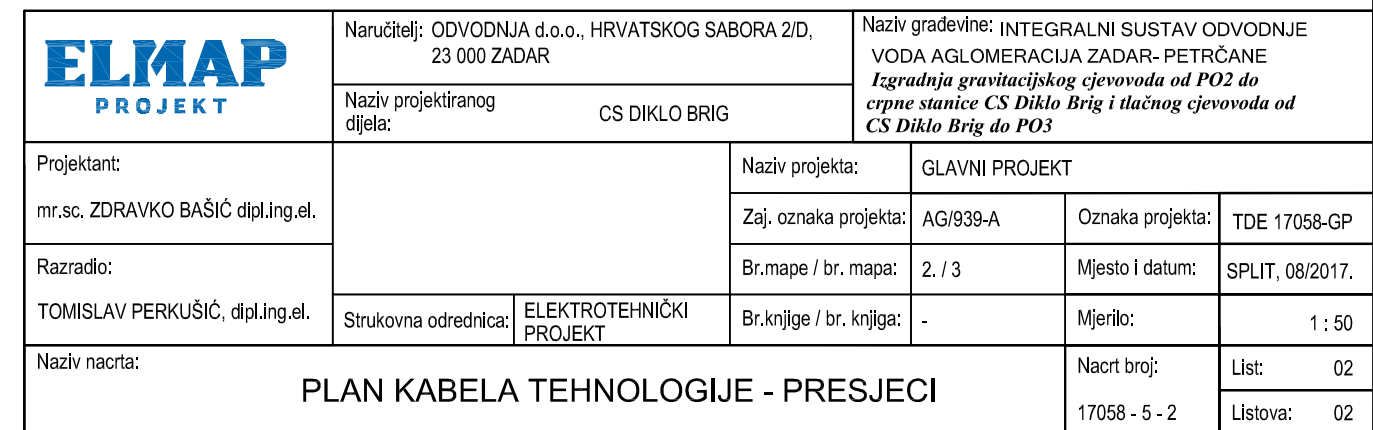 ELMAP
PROJEKT
Naručitelj: ODVODNJA d.o.o., HRVATSKOG SABORA 2/D,
23 000 ZADAR
Naziv projektiranog
dijela:
CS DIKLO BRIG
Naziv građevine: INTEGRALNI SUSTAV ODVODNJE
VODA AGLOMERACIJA ZADAR- PETRČANE
Izgradnja gravitacijskog cjevovoda od PO2 do
crpne stanice CS Diklo Brig i tlačnog cjevovoda od
CS Diklo Brig do PO3
Projektant:
mr.sc. ZDRAVKO BAŠIĆ dipl.ing.el.
Razradio:
TOMISLAV PERKUŠIĆ, dipl.ing.el.
Strukovna odrednica:
ELEKTROTEHNIČKI
PROJEKT
Naziv projekta:
GLAVNI PROJEKT
Zaj. oznaka projekta:
AG/939-A
Oznaka projekta:
TDE 17058-GP
Br.mape / br. mapa:
2. / 3
Mjesto i datum:
SPLIT, 08/2017.
Br.knjige / br. knjiga:
-
Mjerilo:
1 : 50
Naziv nacrta:
PLAN KABELA TEHNOLOGIJE - PRESJECI
Nacrt broj:
17058 - 5 - 2
List: 02
Listova: 02